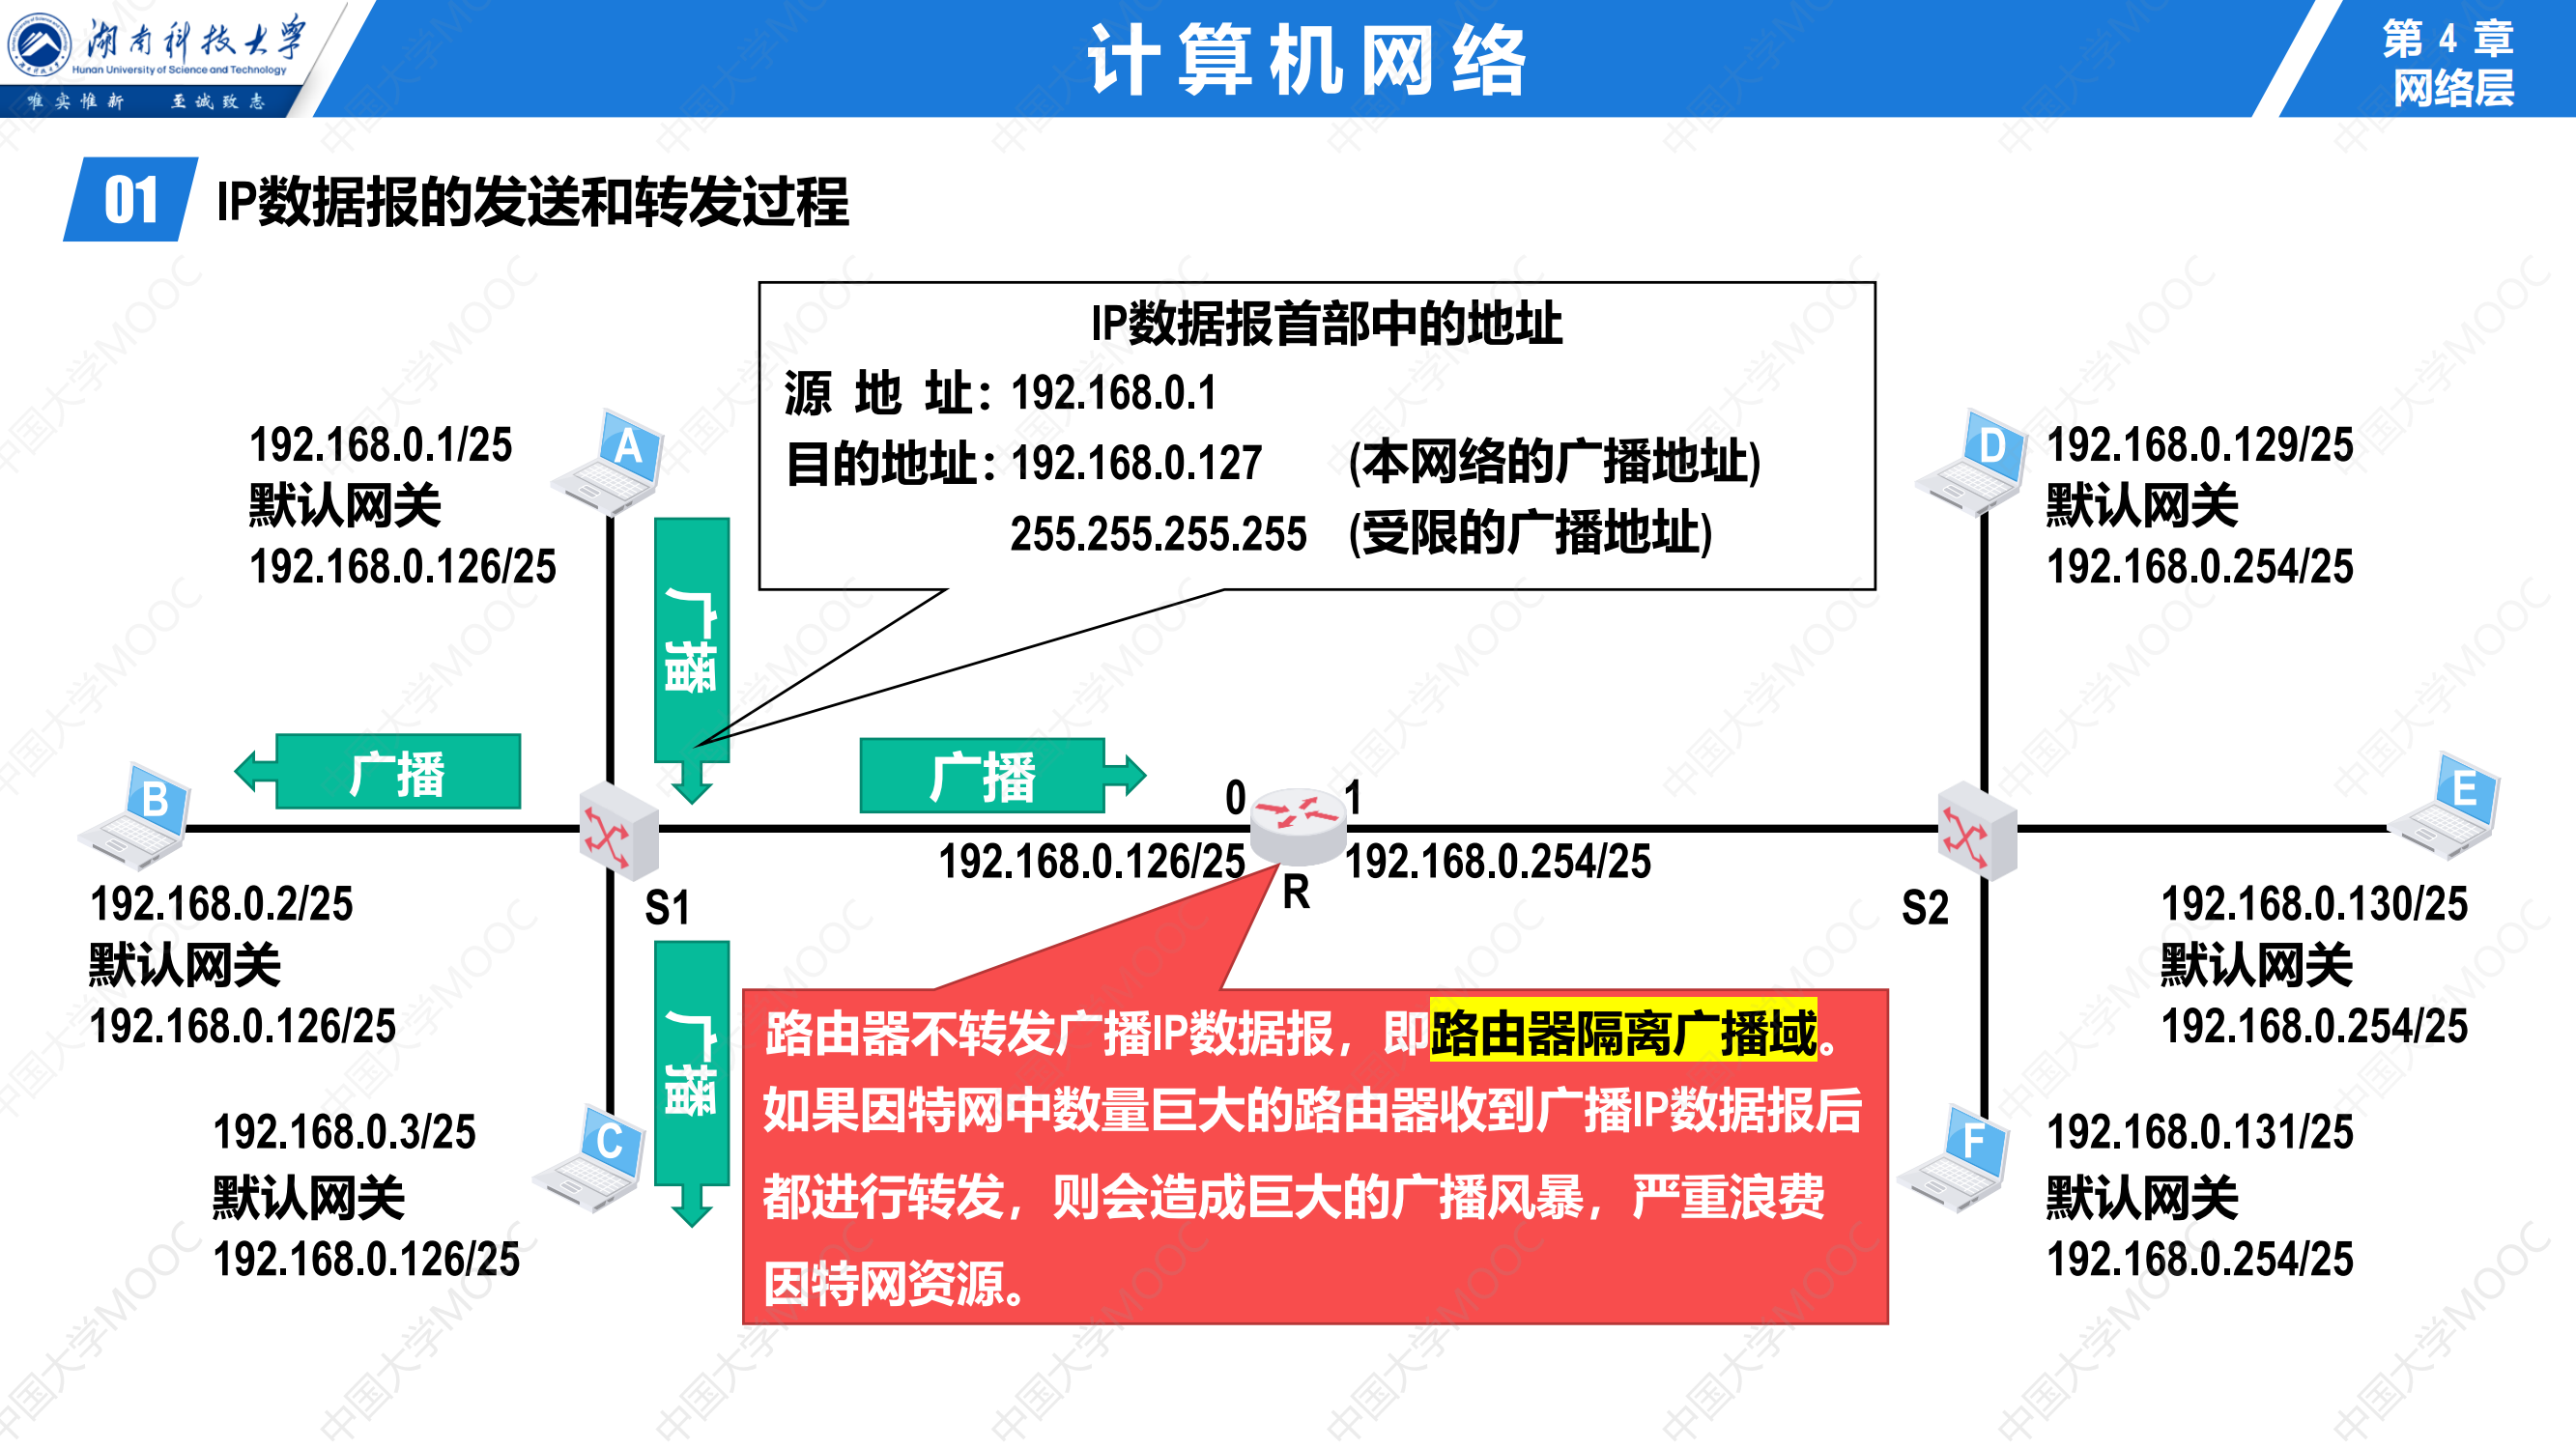 湖南科技大学
Hunan University of Science and Technology
唯实惟新 至诚致志
计算机网络
第 4 章
网络层
01 IP数据报的发送和转发过程
IP数据报首部中的地址
源 地 址：192.168.0.1
目的地址：192.168.0.127 (本网络的广播地址)
255.255.255.255 (受限的广播地址)
A
192.168.0.1/25
默认网关
192.168.0.126/25
D
192.168.0.129/25
默认网关
192.168.0.254/25
广播
广播
广播
0
1
B
E
192.168.0.126/25
192.168.0.254/25
R
S1
S2
192.168.0.2/25
默认网关
192.168.0.126/25
192.168.0.130/25
默认网关
192.168.0.254/25
广播
路由器不转发广播IP数据报，即路由器隔离广播域。
如果因特网中数量巨大的路由器收到广播IP数据报后
都进行转发，则会造成巨大的广播风暴，严重浪费
因特网资源。
C
192.168.0.3/25
默认网关
192.168.0.126/25
F
192.168.0.131/25
默认网关
192.168.0.254/25
中国大学MOOC